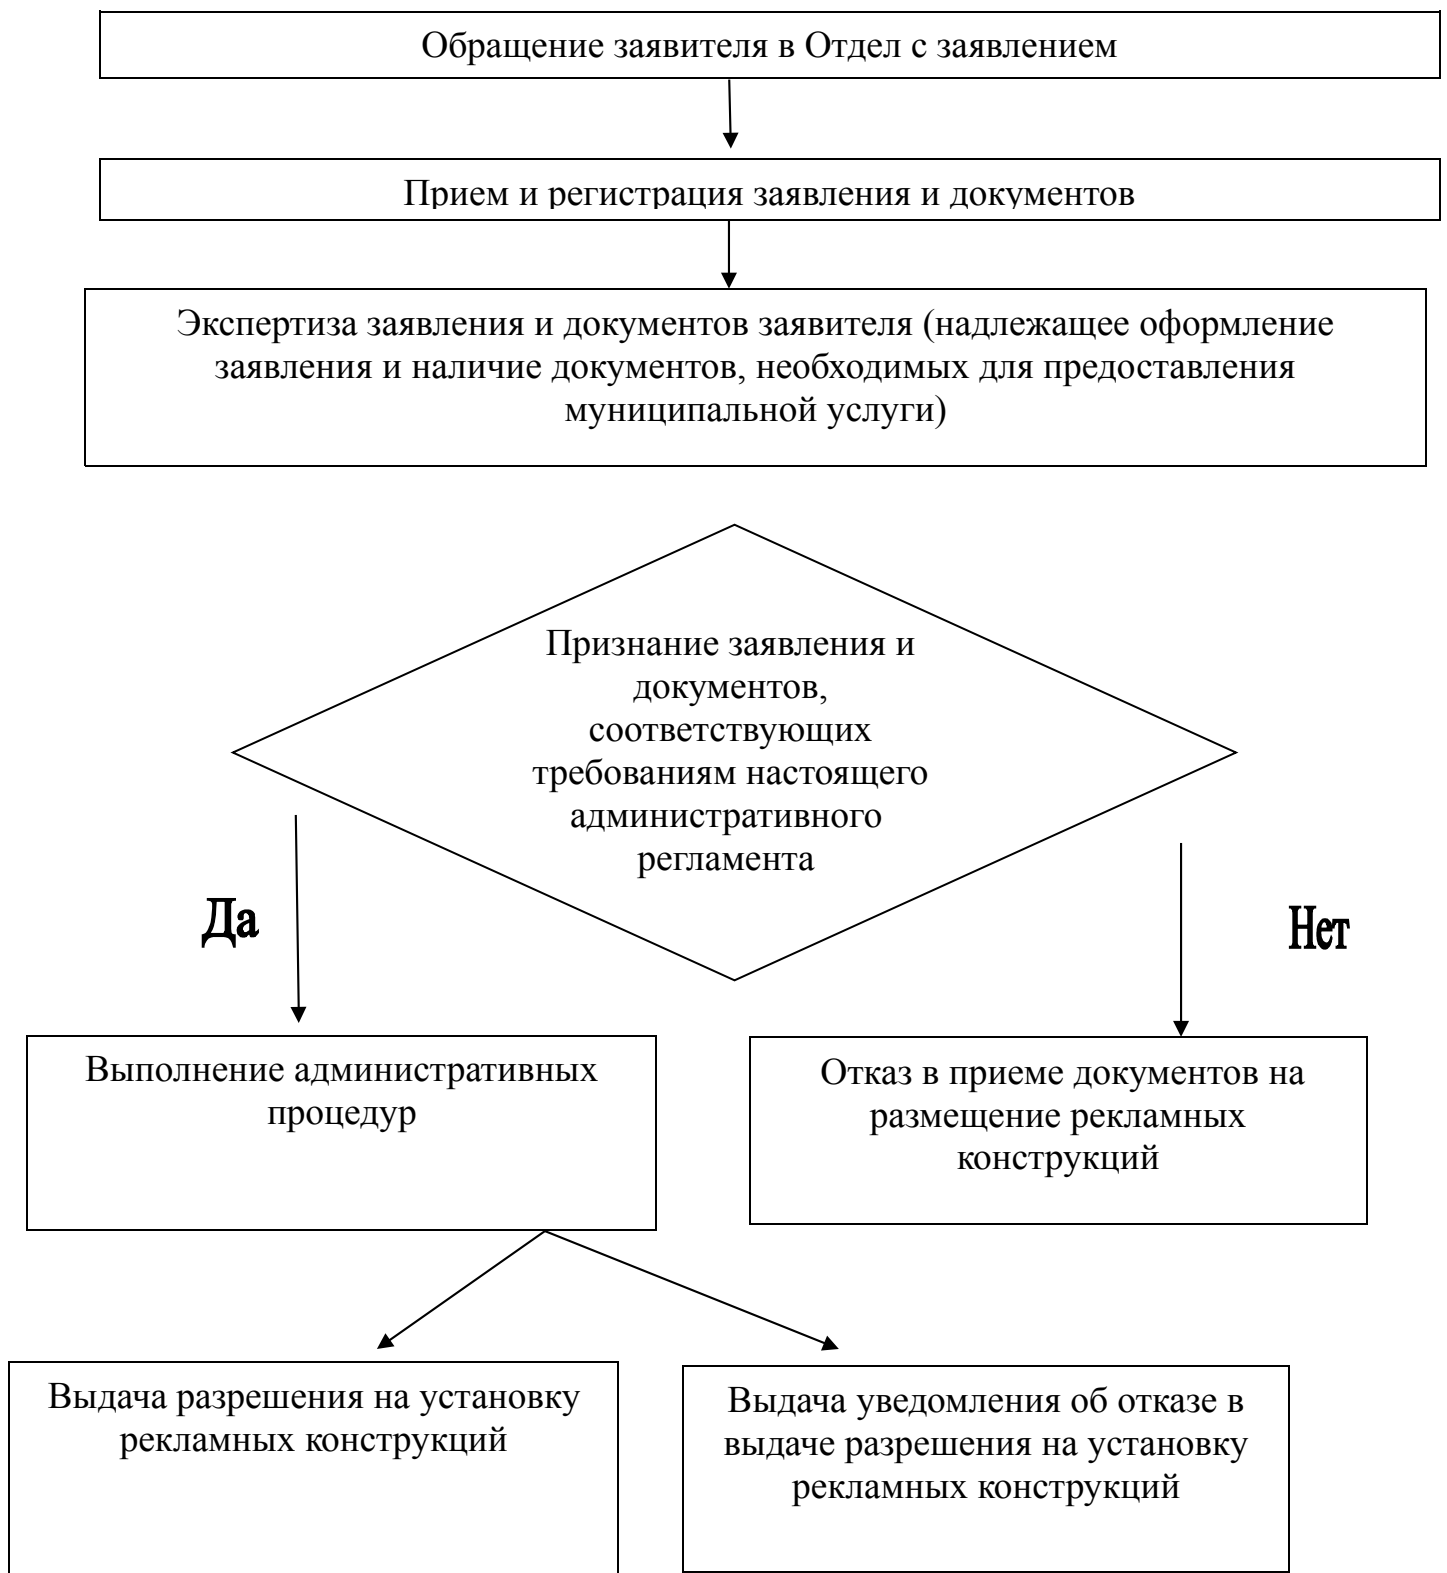 Обращение заявителя в Отдел с заявлением
Прием и регистрация заявления и документов
Экспертиза заявления и документов заявителя (надлежащее оформление
заявления и наличие документов, необходимых для предоставления
муниципальной услуги)
Признание заявления и
документов,
соответствующих
требованиям настоящего
административного
регламента
Да
Нет
Выполнение административных
процедур
Отказ в приеме документов на
размещение рекламных
конструкций
Выдача разрешения на установку
рекламных конструкций
Выдача уведомления об отказе в
выдаче разрешения на установку
рекламных конструкций